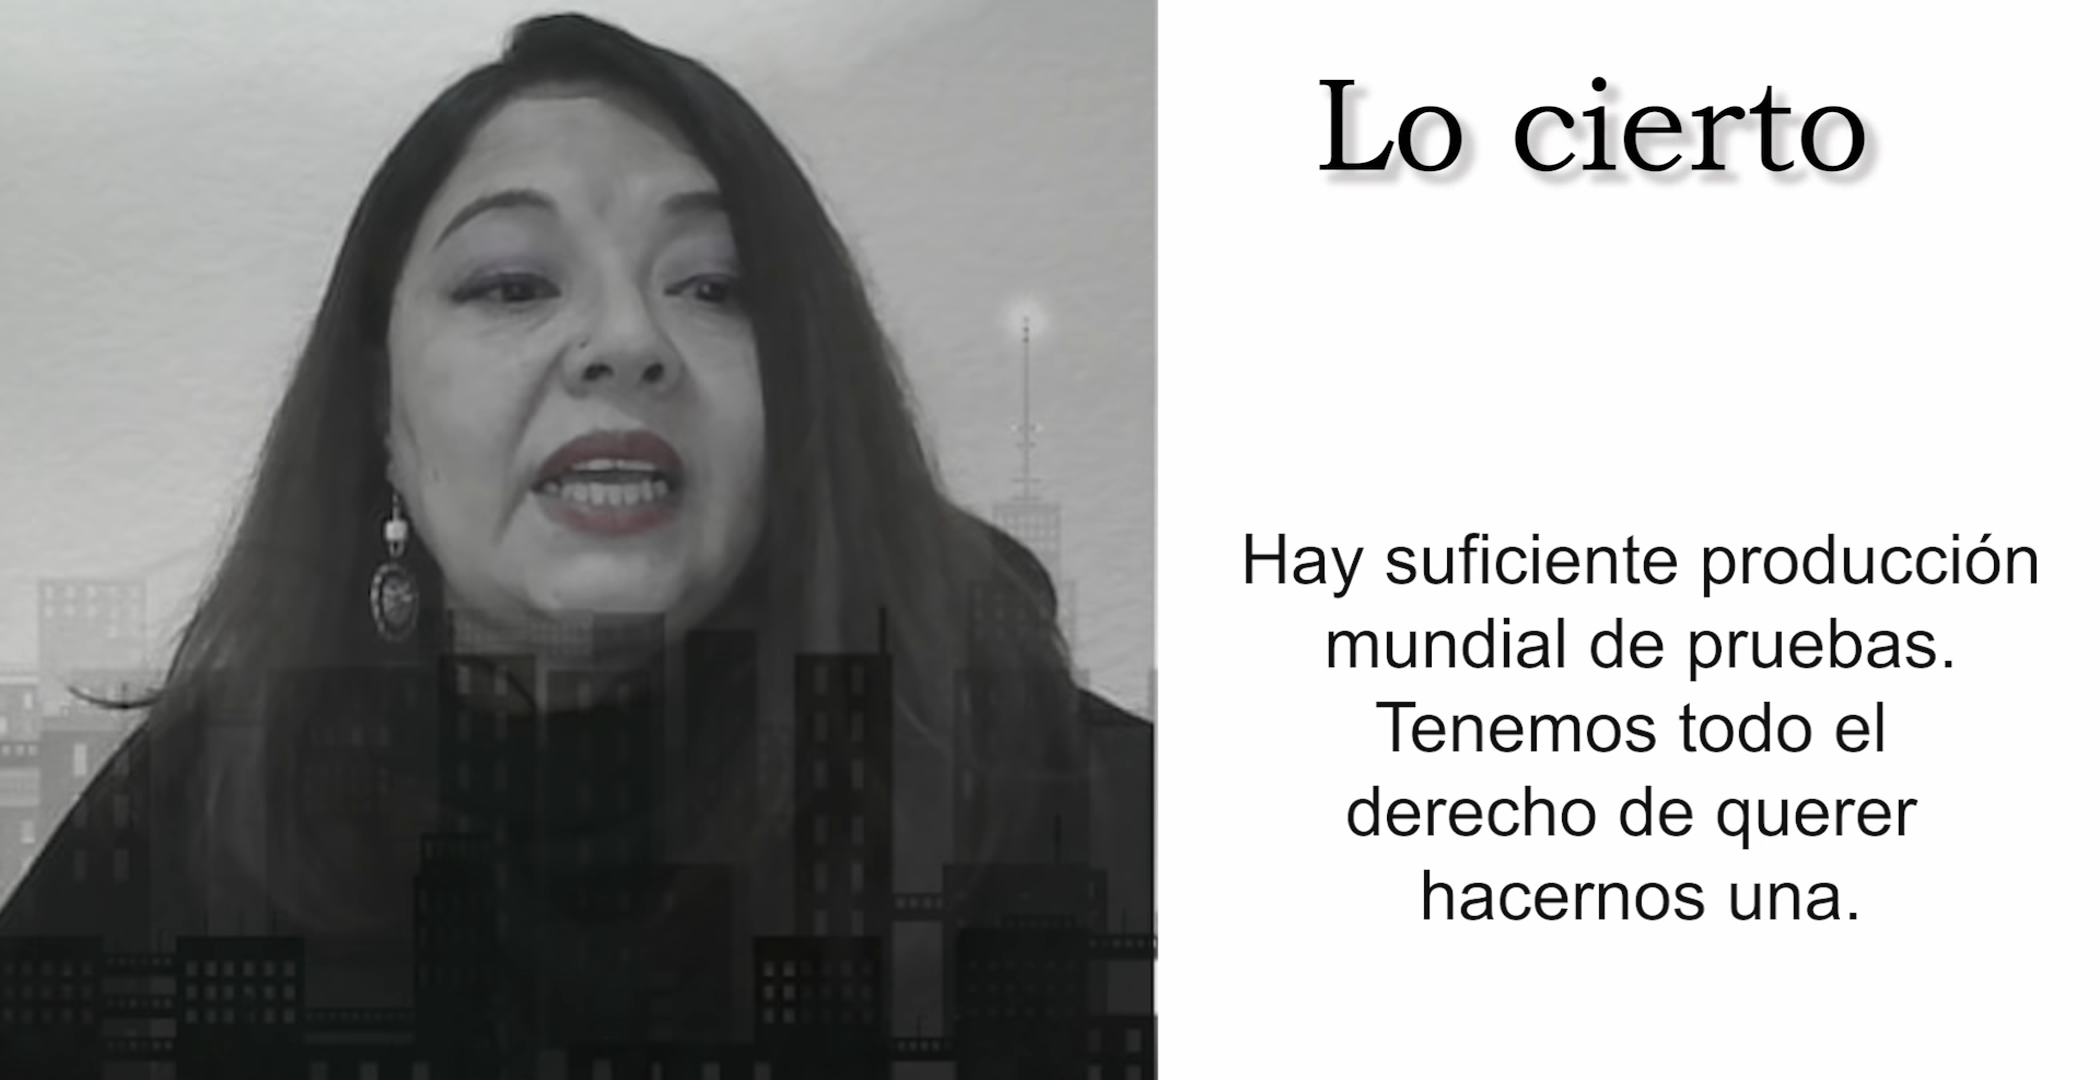 Lo cierto
Hay suficiente producción
mundial de pruebas.
Tenemos todo el
derecho de querer
hacernos una.